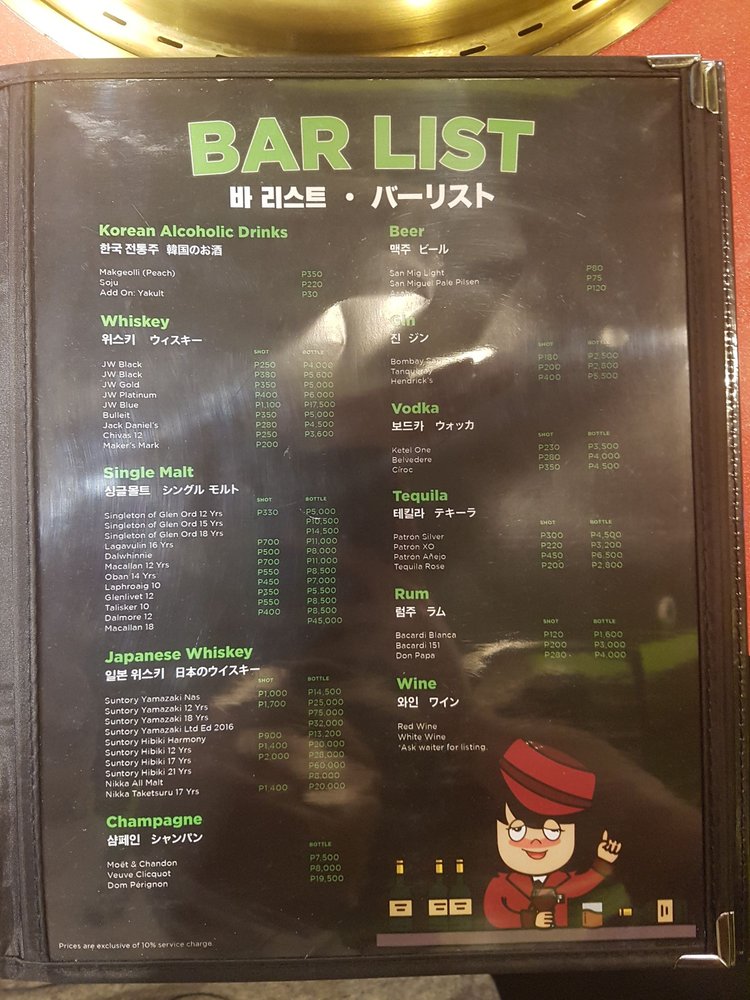 BAR LIST
바 리스트 • バーリスト
Korean Alcoholic Drinks
한국 전통주 韓国のお酒
Makgeolli (Peach) P350
Soju P220
Add On: Yakult P30
Whiskey
위스키 ウィスキー
SHOT BOTTLE
JW Black P250 P4,000
JW Black P380 P5,600
JW Gold P350 P5,000
JW Platinum P400 P6,000
JW Blue P1,100 P17,500
Bulleit P350 P5,000
Jack Daniel's P280 P4,500
Chivas 12 P250 P3,600
Maker's Mark P200
Single Malt
싱글몰트 シングル モルト
SHOT BOTTLE
Singleton of Glen Ord 12 Yrs P330 P5,000
Singleton of Glen Ord 15 Yrs P10,500
Singleton of Glen Ord 18 Yrs P14,500
Lagavulin 16 Yrs P700 P11,000
Dalwhinnie P500 P8,000
Macallan 12 Yrs P700 P11,000
Oban 14 Yrs P550 P8,500
Laphroaig 10 P450 P7,000
Glenlivet 12 P350 P5,500
Talisker 10 P550 P8,500
Dalmore 12 P400 P8,500
Macallan 18 P45,000
Japanese Whiskey
일본 위스키 日本のウイスキー
SHOT BOTTLE
Suntory Yamazaki Nas P1,000 P14,500
Suntory Yamazaki 12 Yrs P1,700 P25,000
Suntory Yamazaki 18 Yrs P75,000
Suntory Yamazaki Ltd Ed 2016 P32,000
Suntory Hibiki Harmony P900 P13,200
Suntory Hibiki 12 Yrs P1,400 P20,000
Suntory Hibiki 17 Yrs P2,000 P28,000
Suntory Hibiki 21 Yrs P60,000
Nikka All Malt P8,000
Nikka Taketsuru 17 Yrs P1,400 P20,000
Champagne
샴페인 シャンパン
BOTTLE
Moët & Chandon P7,500
Veuve Clicquot P8,000
Dom Pérignon P19,500
Prices are exclusive of 10% service charge.
Beer
맥주 ビール
San Mig Light P80
San Miguel Pale Pilsen P75
P120
Gin
진 ジン
SHOT BOTTLE
Bombay P180 P2,500
Tanqueray P200 P2,800
Hendrick's P400 P5,500
Vodka
보드카 ウォッカ
SHOT BOTTLE
Ketel One P230 P3,500
Belvedere P280 P4,000
Cîroc P350 P4,500
Tequila
테킬라 テキーラ
SHOT BOTTLE
Patrón Silver P300 P4,500
Patrón XO P220 P3,200
Patrón Añejo P450 P6,500
Tequila Rose P200 P2,800
Rum
럼주 ラム
SHOT BOTTLE
Bacardi Blanca P120 P1,600
Bacardi 151 P200 P3,000
Don Papa P280 P4,000
Wine
와인 ワイン
Red Wine
White Wine
*Ask waiter for listing.